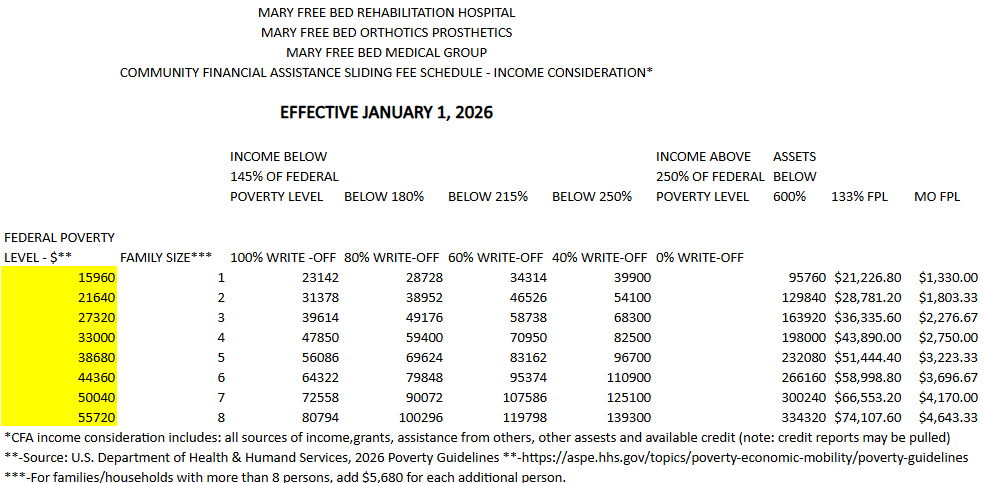 MARY FREE BED REHABILITATION HOSPITAL
MARY FREE BED ORTHOTICS PROSTHETICS
MARY FREE BED MEDICAL GROUP
COMMUNITY FINANCIAL ASSISTANCE SLIDING FEE SCHEDULE - INCOME CONSIDERATION*
EFFECTIVE JANUARY 1, 2026
INCOME BELOW INCOME ABOVE ASSETS
145% OF FEDERAL 250% OF FEDERAL BELOW
POVERTY LEVEL BELOW 180% BELOW 215% BELOW 250% POVERTY LEVEL 600% 133% FPL MO FPL
FEDERAL POVERTY
LEVEL - $** FAMILY SIZE*** 100% WRITE -OFF 80% WRITE-OFF 60% WRITE-OFF 40% WRITE-OFF 0% WRITE-OFF
15960 1 23142 28728 34314 39900 95760 $21,226.80 $1,330.00
21640 2 31378 38952 46526 54100 129840 $28,781.20 $1,803.33
27320 3 39614 49176 58738 68300 163920 $36,335.60 $2,276.67
33000 4 47850 59400 70950 82500 198000 $43,890.00 $2,750.00
38680 5 56086 69624 83162 96700 232080 $51,444.40 $3,223.33
44360 6 64322 79848 95374 110900 266160 $58,998.80 $3,696.67
50040 7 72558 90072 107586 125100 300240 $66,553.20 $4,170.00
55720 8 80794 100296 119798 139300 334320 $74,107.60 $4,643.33
*CFA income consideration includes: all sources of income,grants, assistance from others, other assests and available credit (note: credit reports may be pulled)
**-Source: U.S. Department of Health & Humand Services, 2026 Poverty Guidelines **-https://aspe.hhs.gov/topics/poverty-economic-mobility/poverty-guidelines
***-For families/households with more than 8 persons, add $5,680 for each additional person.